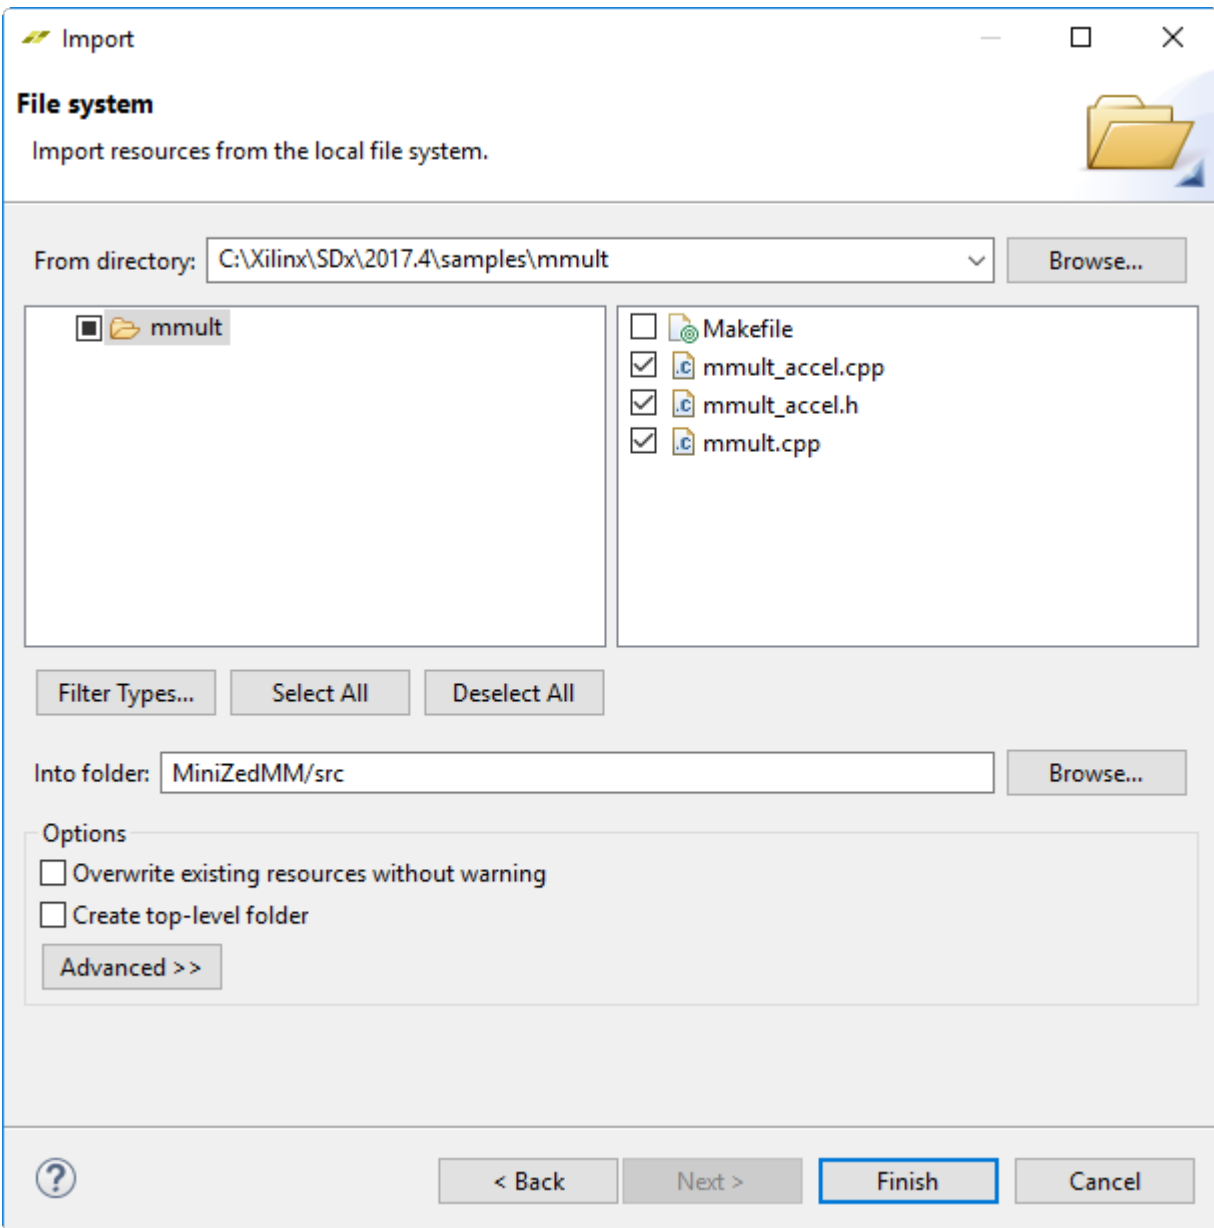 Import
File system
Import resources from the local file system.
From directory: C:\Xilinx\SDx\2017.4\samples\mmult Browse...
mmult
Makefile
mmult_accel.cpp
mmult_accel.h
mmult.cpp
Filter Types... Select All Deselect All
Into folder: MiniZedMM/src Browse...
Options
Overwrite existing resources without warning
Create top-level folder
Advanced >>
< Back Next > Finish Cancel